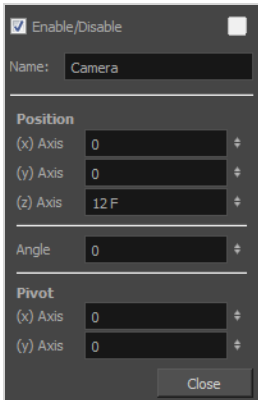 Enable/Disable
Name: Camera
Position
(x) Axis 0
(y) Axis 0
(z) Axis 12 F
Angle 0
Pivot
(x) Axis 0
(y) Axis 0
Close